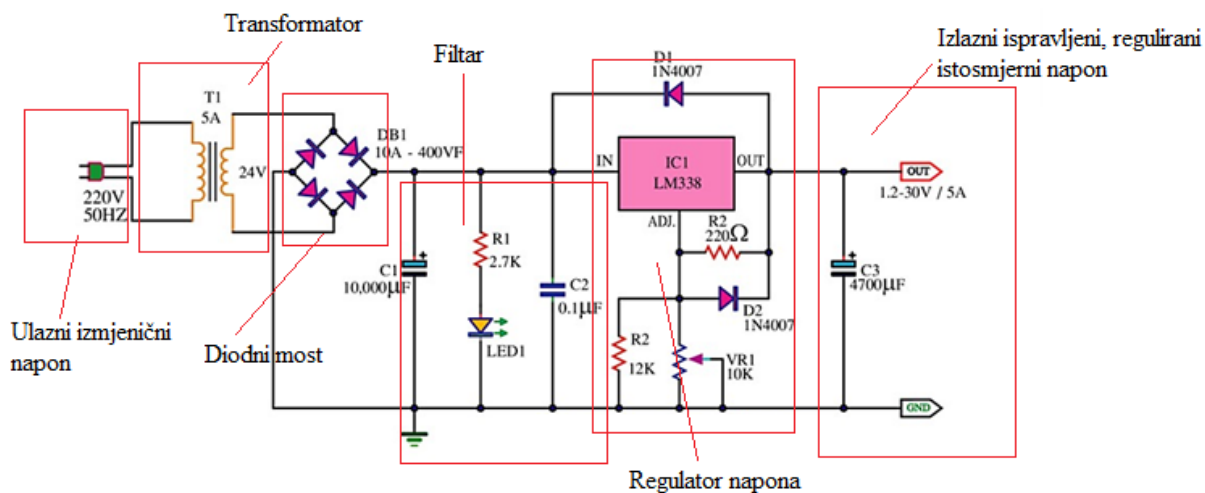 Transformator
Filtar
Izlazni ispravljeni, regulirani
istosmjerni napon
D1
1N4007
T1
5A
DB1
10A - 400VF
24V
220V
50HZ
IN
IC1
LM338
OUT
ADJ.
OUT
1.2-30V / 5A
R1
2.7K
R2
220Ω
C1
10,000µF
C2
0.1µF
+
+
C3
4700µF
D2
1N4007
LED1
R2
12K
VR1
10K
GND
Ulazni izmjenični
napon
Diodni most
Regulator napona